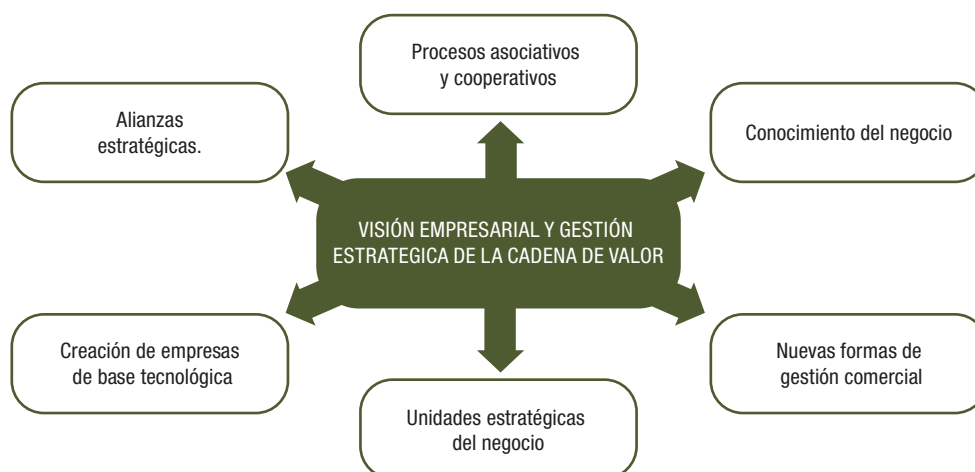 Procesos asociativos
y cooperativos
Alianzas
estratégicas.
Conocimiento del negocio
VISIÓN EMPRESARIAL Y GESTIÓN
ESTRATEGICA DE LA CADENA DE VALOR
Creación de empresas
de base tecnológica
Nuevas formas de
gestión comercial
Unidades estratégicas
del negocio